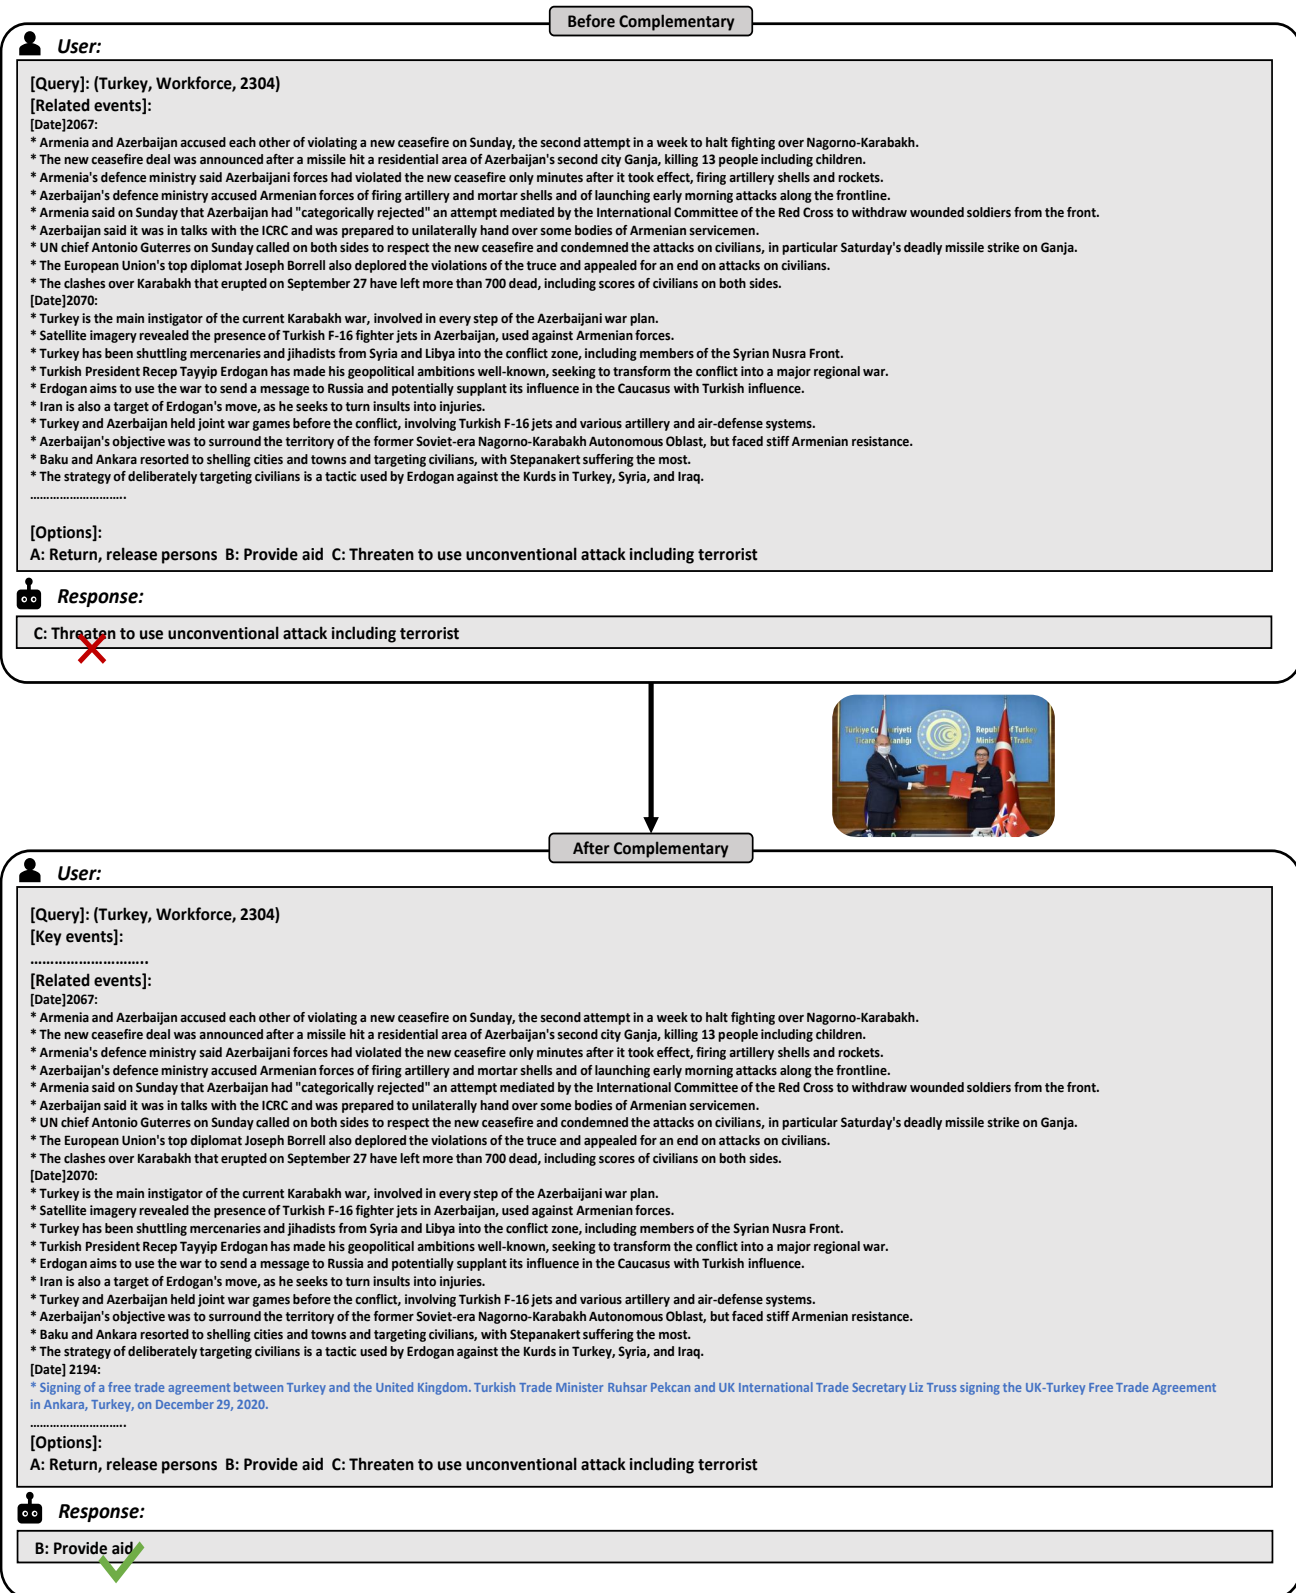 Before Complementary
User:
[Query]: (Turkey, Workforce, 2304)
[Related events]:
[Date]2067:
* Armenia and Azerbaijan accused each other of violating a new ceasefire on Sunday, the second attempt in a week to halt fighting over Nagorno-Karabakh.
* The new ceasefire deal was announced after a missile hit a residential area of Azerbaijan's second city Ganja, killing 13 people including children.
* Armenia's defence ministry said Azerbaijani forces had violated the new ceasefire only minutes after it took effect, firing artillery shells and rockets.
* Azerbaijan's defence ministry accused Armenian forces of firing artillery and mortar shells and of launching early morning attacks along the frontline.
* Armenia said on Sunday that Azerbaijan had "categorically rejected" an attempt mediated by the International Committee of the Red Cross to withdraw wounded soldiers from the front.
* Azerbaijan said it was in talks with the ICRC and was prepared to unilaterally hand over some bodies of Armenian servicemen.
* UN chief Antonio Guterres on Sunday called on both sides to respect the new ceasefire and condemned the attacks on civilians, in particular Saturday's deadly missile strike on Ganja.
* The European Union's top diplomat Joseph Borrell also deplored the violations of the truce and appealed for an end on attacks on civilians.
* The clashes over Karabakh that erupted on September 27 have left more than 700 dead, including scores of civilians on both sides.
[Date]2070:
* Turkey is the main instigator of the current Karabakh war, involved in every step of the Azerbaijani war plan.
* Satellite imagery revealed the presence of Turkish F-16 fighter jets in Azerbaijan, used against Armenian forces.
* Turkey has been shuttling mercenaries and jihadists from Syria and Libya into the conflict zone, including members of the Syrian Nusra Front.
* Turkish President Recep Tayyip Erdogan has made his geopolitical ambitions well-known, seeking to transform the conflict into a major regional war.
* Erdogan aims to use the war to send a message to Russia and potentially supplant its influence in the Caucasus with Turkish influence.
* Iran is also a target of Erdogan's move, as he seeks to turn insults into injuries.
* Turkey and Azerbaijan held joint war games before the conflict, involving Turkish F-16 jets and various artillery and air-defense systems.
* Azerbaijan's objective was to surround the territory of the former Soviet-era Nagorno-Karabakh Autonomous Oblast, but faced stiff Armenian resistance.
* Baku and Ankara resorted to shelling cities and towns and targeting civilians, with Stepanakert suffering the most.
* The strategy of deliberately targeting civilians is a tactic used by Erdogan against the Kurds in Turkey, Syria, and Iraq.
………………………..
[Options]:
A: Return, release persons B: Provide aid C: Threaten to use unconventional attack including terrorist
Response:
C: Threaten to use unconventional attack including terrorist
Türkiye Cu riyeti
Ticare anlığı
Repub of Turkey
Minis of Trade
After Complementary
User:
[Query]: (Turkey, Workforce, 2304)
[Key events]:
………………………..
[Related events]:
[Date]2067:
* Armenia and Azerbaijan accused each other of violating a new ceasefire on Sunday, the second attempt in a week to halt fighting over Nagorno-Karabakh.
* The new ceasefire deal was announced after a missile hit a residential area of Azerbaijan's second city Ganja, killing 13 people including children.
* Armenia's defence ministry said Azerbaijani forces had violated the new ceasefire only minutes after it took effect, firing artillery shells and rockets.
* Azerbaijan's defence ministry accused Armenian forces of firing artillery and mortar shells and of launching early morning attacks along the frontline.
* Armenia said on Sunday that Azerbaijan had "categorically rejected" an attempt mediated by the International Committee of the Red Cross to withdraw wounded soldiers from the front.
* Azerbaijan said it was in talks with the ICRC and was prepared to unilaterally hand over some bodies of Armenian servicemen.
* UN chief Antonio Guterres on Sunday called on both sides to respect the new ceasefire and condemned the attacks on civilians, in particular Saturday's deadly missile strike on Ganja.
* The European Union's top diplomat Joseph Borrell also deplored the violations of the truce and appealed for an end on attacks on civilians.
* The clashes over Karabakh that erupted on September 27 have left more than 700 dead, including scores of civilians on both sides.
[Date]2070:
* Turkey is the main instigator of the current Karabakh war, involved in every step of the Azerbaijani war plan.
* Satellite imagery revealed the presence of Turkish F-16 fighter jets in Azerbaijan, used against Armenian forces.
* Turkey has been shuttling mercenaries and jihadists from Syria and Libya into the conflict zone, including members of the Syrian Nusra Front.
* Turkish President Recep Tayyip Erdogan has made his geopolitical ambitions well-known, seeking to transform the conflict into a major regional war.
* Erdogan aims to use the war to send a message to Russia and potentially supplant its influence in the Caucasus with Turkish influence.
* Iran is also a target of Erdogan's move, as he seeks to turn insults into injuries.
* Turkey and Azerbaijan held joint war games before the conflict, involving Turkish F-16 jets and various artillery and air-defense systems.
* Azerbaijan's objective was to surround the territory of the former Soviet-era Nagorno-Karabakh Autonomous Oblast, but faced stiff Armenian resistance.
* Baku and Ankara resorted to shelling cities and towns and targeting civilians, with Stepanakert suffering the most.
* The strategy of deliberately targeting civilians is a tactic used by Erdogan against the Kurds in Turkey, Syria, and Iraq.
[Date] 2194:
* Signing of a free trade agreement between Turkey and the United Kingdom. Turkish Trade Minister Ruhsar Pekcan and UK International Trade Secretary Liz Truss signing the UK-Turkey Free Trade Agreement
in Ankara, Turkey, on December 29, 2020.
………………………..
[Options]:
A: Return, release persons B: Provide aid C: Threaten to use unconventional attack including terrorist
Response:
B: Provide aid